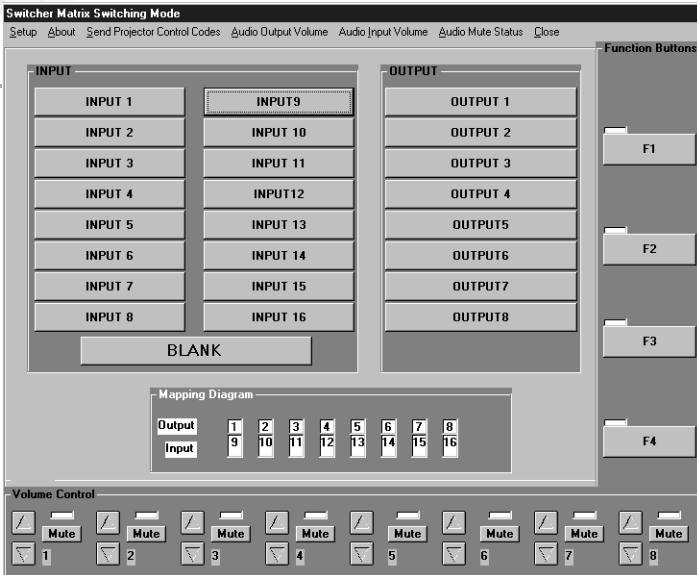 Switcher Matrix Switching Mode
Setup About Send Projector Control Codes Audio Output Volume Audio Input Volume Audio Mute Status Close
Function Buttons
INPUT OUTPUT
INPUT 1 INPUT9 OUTPUT 1
INPUT 2 INPUT 10 OUTPUT 2
F1
INPUT 3 INPUT 11 OUTPUT 3
INPUT 4 INPUT12 OUTPUT 4
INPUT 5 INPUT 13 OUTPUT5
INPUT 6 INPUT 14 OUTPUT6
F2
INPUT 7 INPUT 15 OUTPUT7
INPUT 8 INPUT 16 OUTPUT8
F3
BLANK
Mapping Diagram
Output 1 2 3 4 5 6 7 8
Input 9 10 11 12 13 14 15 16
F4
Volume Control
Mute Mute Mute Mute Mute Mute Mute Mute
1 2 3 4 5 6 7 8